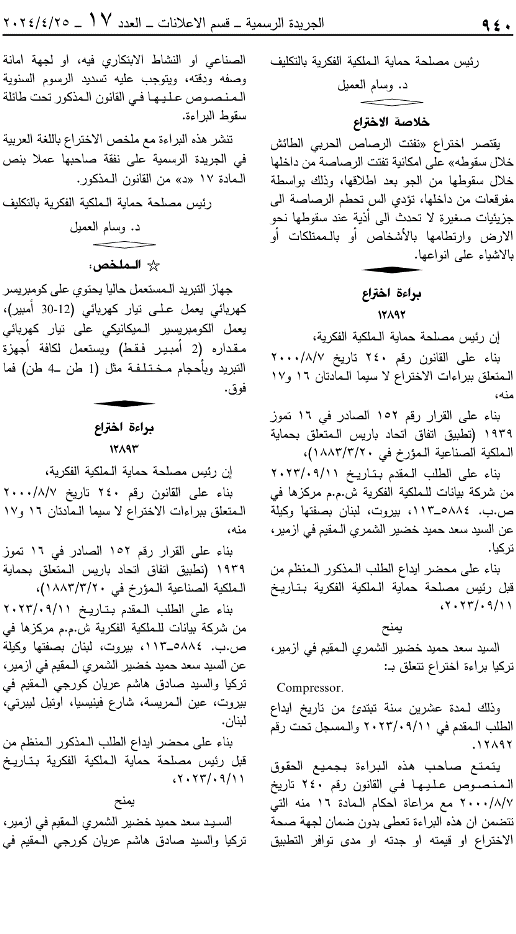 ٩٤٠
الجريدة الرسمية ــ قسم الاعلانات ــ العدد ١٧ ــ ٢٠٢٤/٤/٢٥
رئيس مصلحة حماية الملكية الفكرية بالتكليف
د. وسام العميل
خلاصة الاختراع
يقتصر اختراع «نفتت الرصاص الحربي الطائش
خلال سقوطه» على امكانية تفتت الرصاصة من داخلها
خلال سقوطها من الجو بعد اطلاقها، وذلك بواسطة
مفرقعات من داخلها، تؤدي الس تحطم الرصاصة الى
جزيئيات صغيرة لا تحدث الى أذية عند سقوطها نحو
الارض وارتطامها بالأشخاص أو بالممتلكات أو
بالاشياء على انواعها.
براءة اختراع
١٢٨٩٢
إن رئيس مصلحة حماية الملكية الفكرية،
بناء على القانون رقم ٢٤٠ تاريخ ٢٠٠٠/٨/٧
المتعلق ببراءات الاختراع لا سيما المادتان ١٦ و١٧
منه،
بناء على القرار رقم ١٥٢ الصادر في ١٦ تموز
١٩٣٩ (تطبيق اتفاق اتحاد باريس المتعلق بحماية
الملكية الصناعية المؤرخ في ١٨٨٣/٣/٢٠)،
بناء على الطلب المقدم بتاريخ ٢٠٢٣/٠٩/١١
من شركة بيانات للملكية الفكرية ش.م.م مركزها في
ص.ب. ٥٨٨٤ــ١١٣، بيروت، لبنان بصفتها وكيلة
عن السيد سعد حميد خضير الشمري المقيم في ازمير،
تركيا.
بناء على محضر ايداع الطلب المذكور المنظم من
قبل رئيس مصلحة حماية الملكية الفكرية بتاريخ
٢٠٢٣/٠٩/١١،
يمنح
السيد سعد حميد خضير الشمري المقيم في ازمير،
تركيا براءة اختراع تتعلق بـ:
Compressor.
وذلك لمدة عشرين سنة تبتدئ من تاريخ ايداع
الطلب المقدم في ٢٠٢٣/٠٩/١١ والمسجل تحت رقم
١٢٨٩٢.
يتمتع صاحب هذه البراءة بجميع الحقوق
المنصوص عليها في القانون رقم ٢٤٠ تاريخ
٢٠٠٠/٨/٧ مع مراعاة احكام المادة ١٦ منه التي
تتضمن ان هذه البراءة تعطى بدون ضمان لجهة صحة
الاختراع او قيمته او جدته او مدى توافر التطبيق
الصناعي او النشاط الابتكاري فيه، او لجهة امانة
وصفه ودقته، ويتوجب عليه تسديد الرسوم السنوية
المنصوص عليها في القانون المذكور تحت طائلة
سقوط البراءة.
تنشر هذه البراءة مع ملخص الاختراع باللغة العربية
في الجريدة الرسمية على نفقة صاحبها عملا بنص
المادة ١٧ «د» من القانون المذكور.
رئيس مصلحة حماية الملكية الفكرية بالتكليف
د. وسام العميل
☆ الملخص:
جهاز التبريد المستعمل حاليا يحتوي على كومبريسر
كهربائي يعمل على تيار كهربائي (12-30 أمبير)،
يعمل الكومبريسير الميكانيكي على تيار كهربائي
مقداره (2 أمبير فقط) ويستعمل لكافة أجهزة
التبريد وبأحجام مختلفة مثل (1 طن ــ4 طن) فما
فوق.
براءة اختراع
١٢٨٩٣
إن رئيس مصلحة حماية الملكية الفكرية،
بناء على القانون رقم ٢٤٠ تاريخ ٢٠٠٠/٨/٧
المتعلق ببراءات الاختراع لا سيما المادتان ١٦ و١٧
منه،
بناء على القرار رقم ١٥٢ الصادر في ١٦ تموز
١٩٣٩ (تطبيق اتفاق اتحاد باريس المتعلق بحماية
الملكية الصناعية المؤرخ في ١٨٨٣/٣/٢٠)،
بناء على الطلب المقدم بتاريخ ٢٠٢٣/٠٩/١١
من شركة بيانات للملكية الفكرية ش.م.م مركزها في
ص.ب. ٥٨٨٤ــ١١٣، بيروت، لبنان بصفتها وكيلة
عن السيد سعد حميد خضير الشمري المقيم في ازمير،
تركيا والسيد صادق هاشم عريان كورجي المقيم في
بيروت، عين المريسة، شارع فينيسيا، اوتيل ليبرتي،
لبنان.
بناء على محضر ايداع الطلب المذكور المنظم من
قبل رئيس مصلحة حماية الملكية الفكرية بتاريخ
٢٠٢٣/٠٩/١١،
يمنح
السيد سعد حميد خضير الشمري المقيم في ازمير،
تركيا والسيد صادق هاشم عريان كورجي المقيم في